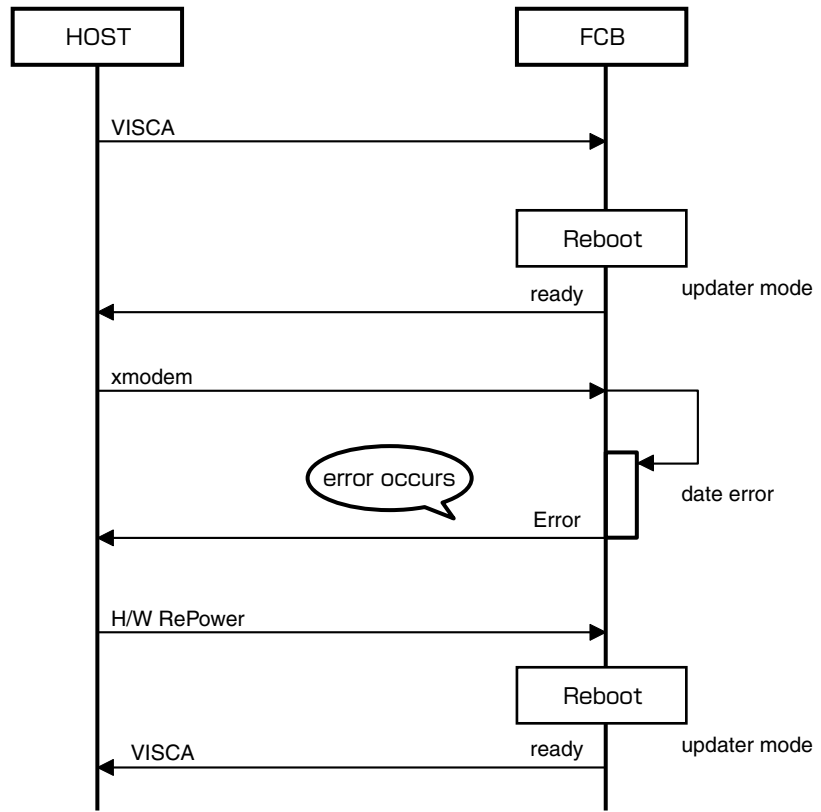 HOST
FCB
VISCA
Reboot
ready
updater mode
xmodem
error occurs
date error
Error
H/W RePower
Reboot
VISCA
ready
updater mode